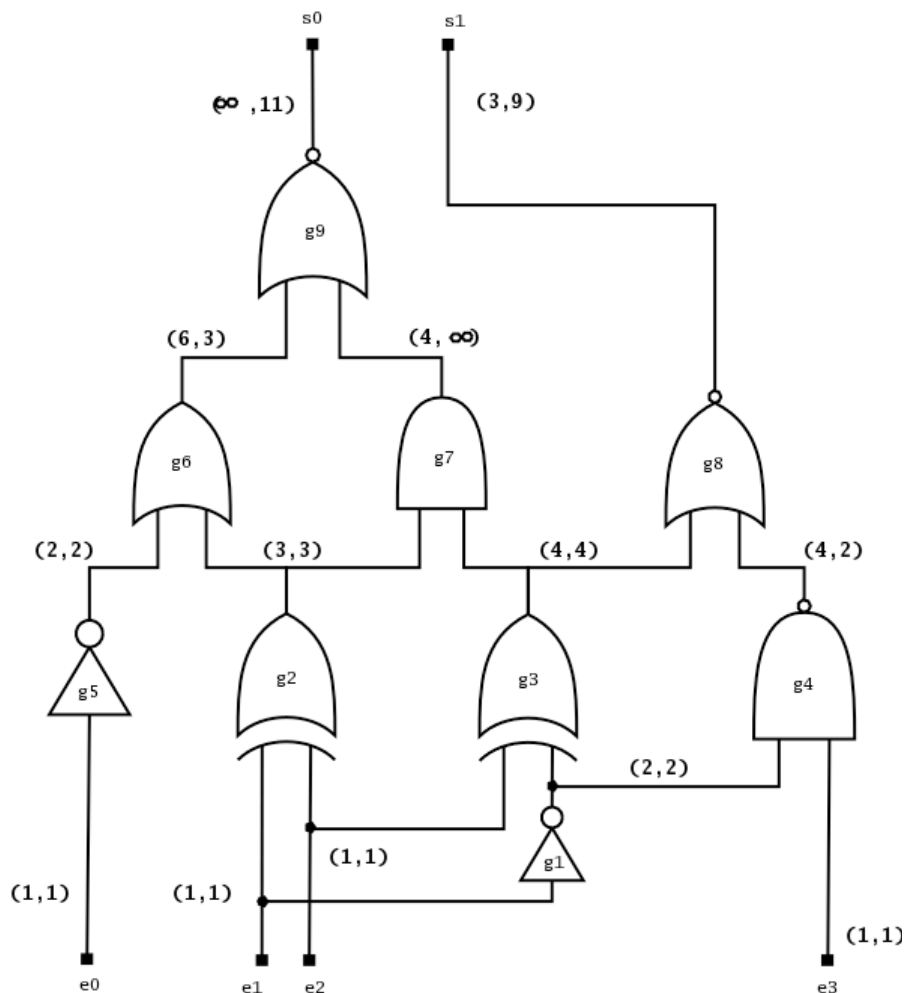 s0 s1
(∞ ,11) (3,9)
g9
(6,3) (4, ∞)
g6 g7 g8
(2,2) (3,3) (4,4) (4,2)
g5 g2 g3 g4
(2,2)
(1,1) g1
(1,1) (1,1)
(1,1)
e0 e1 e2 e3